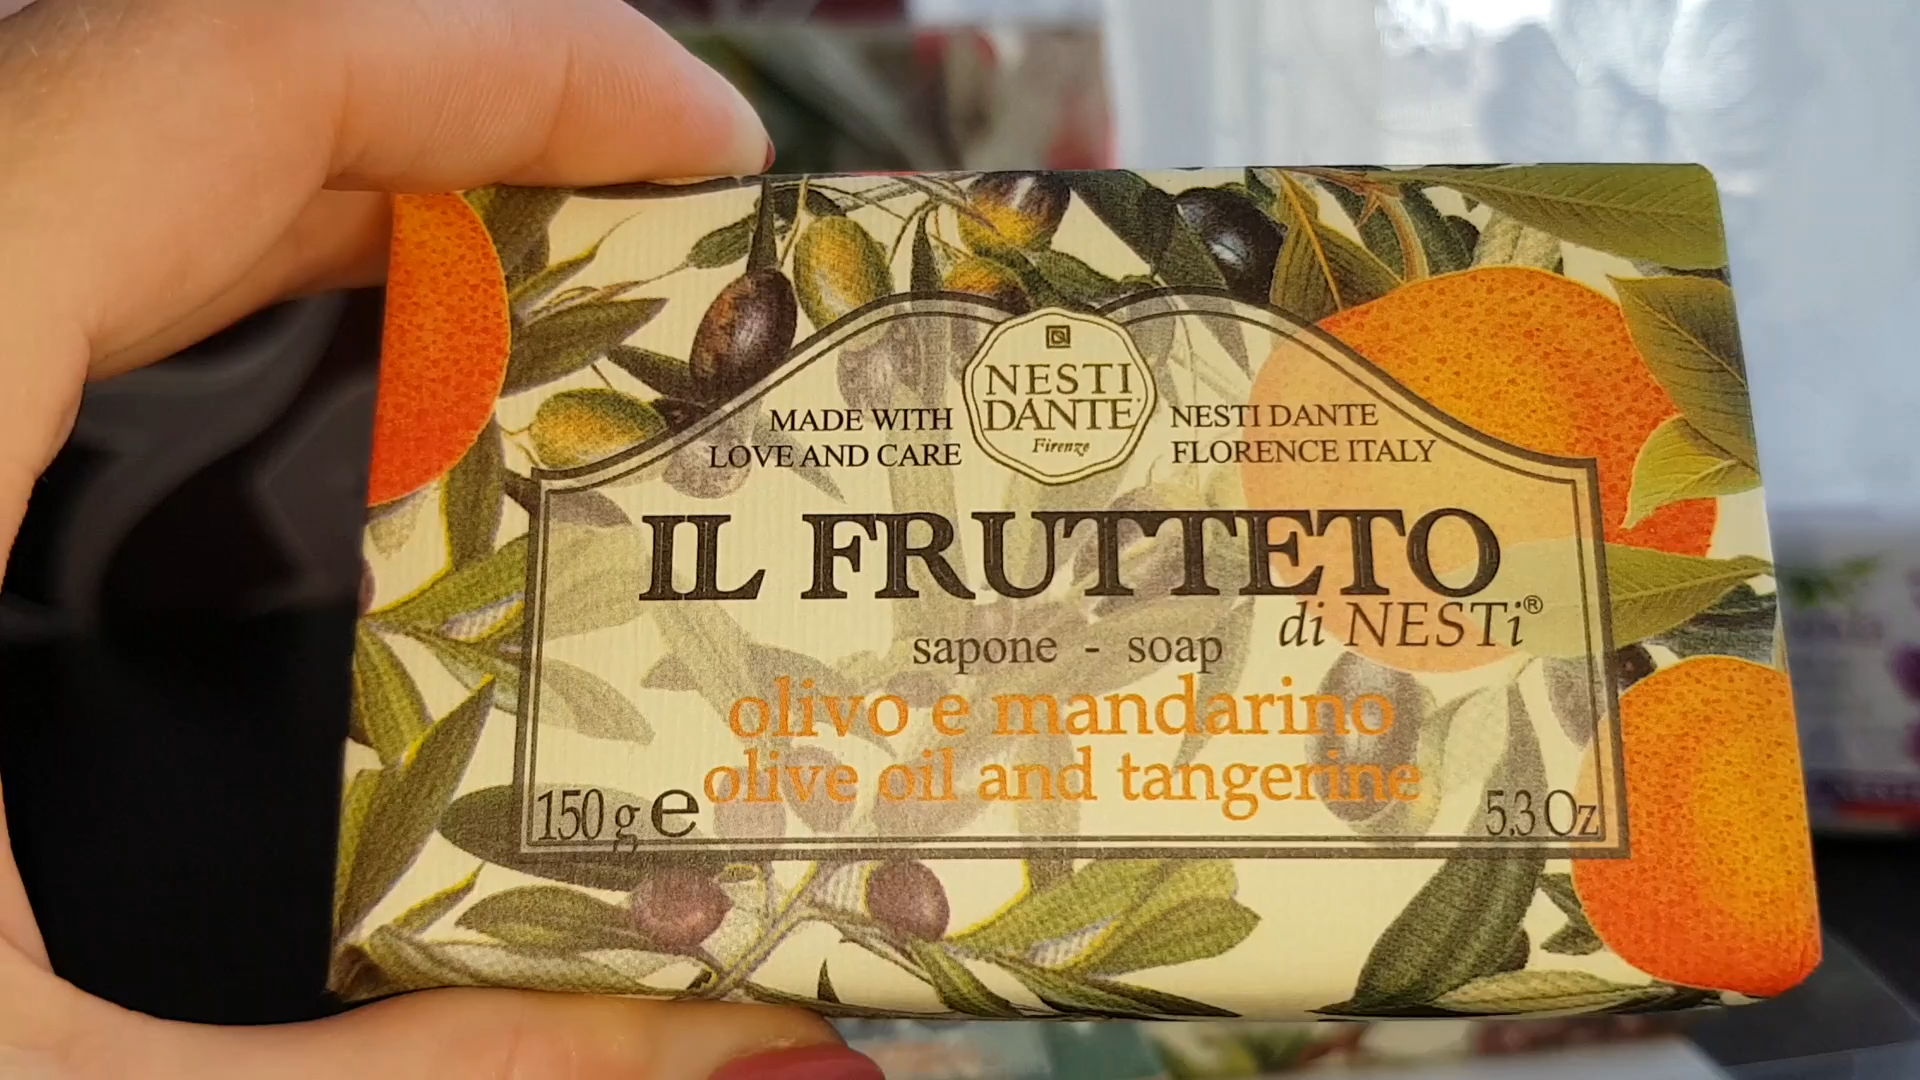 NESTI
DANTE
Firenze
MADE WITH
LOVE AND CARE
NESTI DANTE
FLORENCE ITALY
IL FRUTTETO
di NESTi®
sapone - soap
olivo e mandarino
olive oil and tangerine
150 g e
5.3 Oz